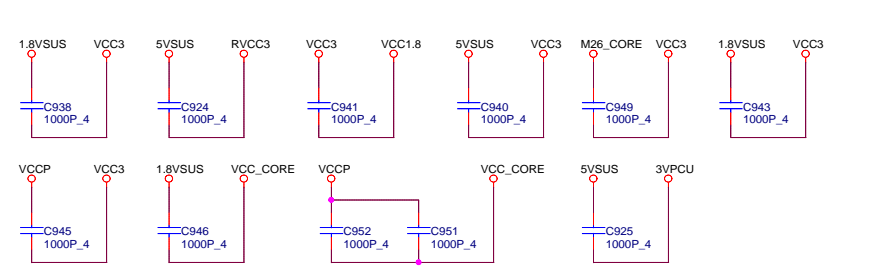 1.8VSUS VCC3 5VSUS RVCC3 VCC3 VCC1.8 5VSUS VCC3 M26_CORE VCC3 1.8VSUS VCC3
C938 C924 C941 C940 C949 C943
1000P_4 1000P_4 1000P_4 1000P_4 1000P_4 1000P_4
VCCP VCC3 1.8VSUS VCC_CORE VCCP VCC_CORE 5VSUS 3VPCU
C945 C946 C952 C951 C925
1000P_4 1000P_4 1000P_4 1000P_4 1000P_4